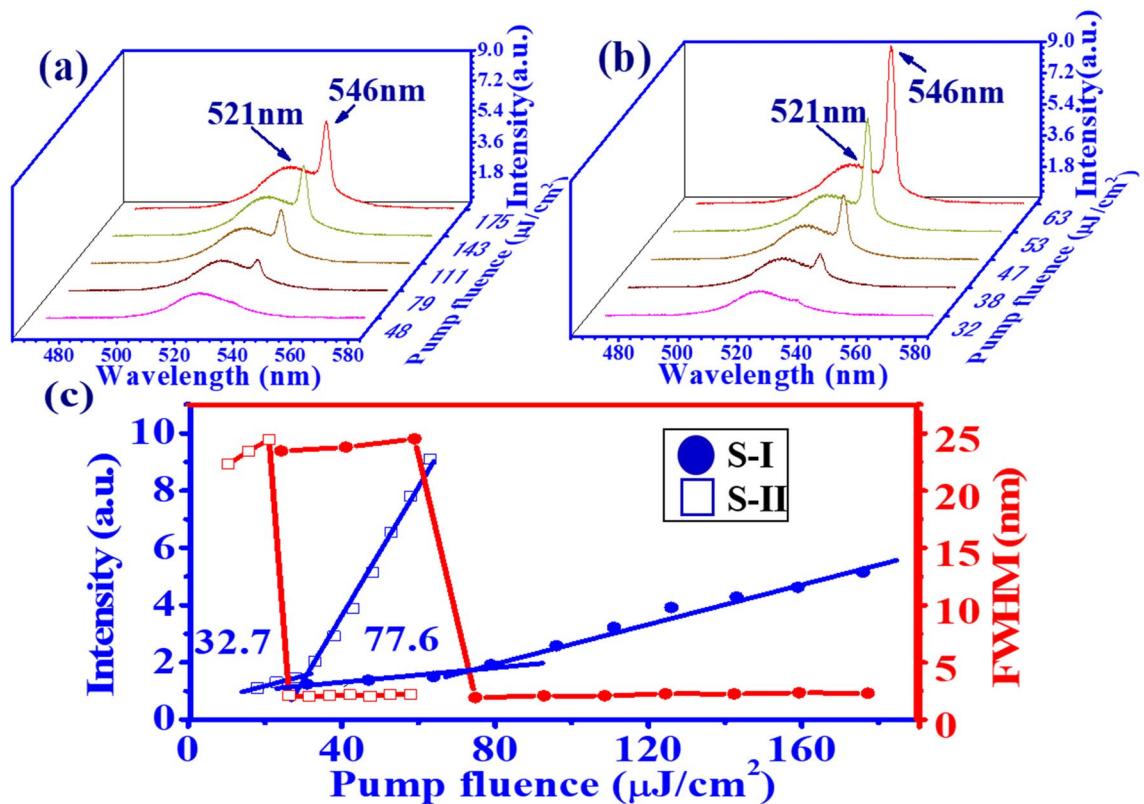 (a)
521nm
546nm
9.0
7.2
5.4
3.6
1.8
Intensity(a.u.)
175
143
111
79
48
Pump fluence (μJ/cm²)
480 500 520 540 560 580
Wavelength (nm)
(b)
521nm
546nm
9.0
7.2
5.4
3.6
1.8
Intensity(a.u.)
63
53
47
38
32
Pump fluence (μJ/cm²)
480 500 520 540 560 580
Wavelength (nm)
(c)
10
8
6
4
2
0
Intensity (a.u.)
S-I
S-II
32.7
77.6
25
20
15
10
5
0
FWHM (nm)
0 40 80 120 160
Pump fluence (μJ/cm²)